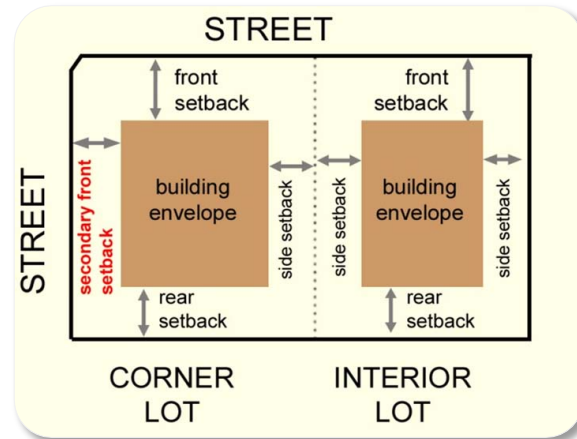 STREET
front
setback
front
setback
STREET
secondary front
setback
building
envelope
side setback
side setback
building
envelope
side setback
rear
setback
rear
setback
CORNER
LOT
INTERIOR
LOT